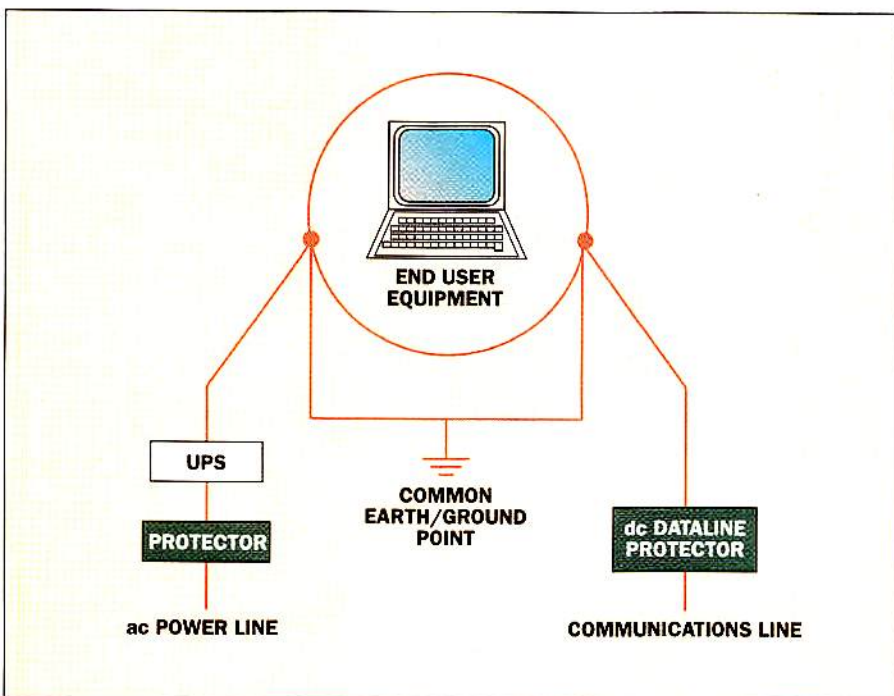 END USER
EQUIPMENT
UPS
COMMON
EARTH/GROUND
POINT
PROTECTOR
dc DATALINE
PROTECTOR
ac POWER LINE
COMMUNICATIONS LINE